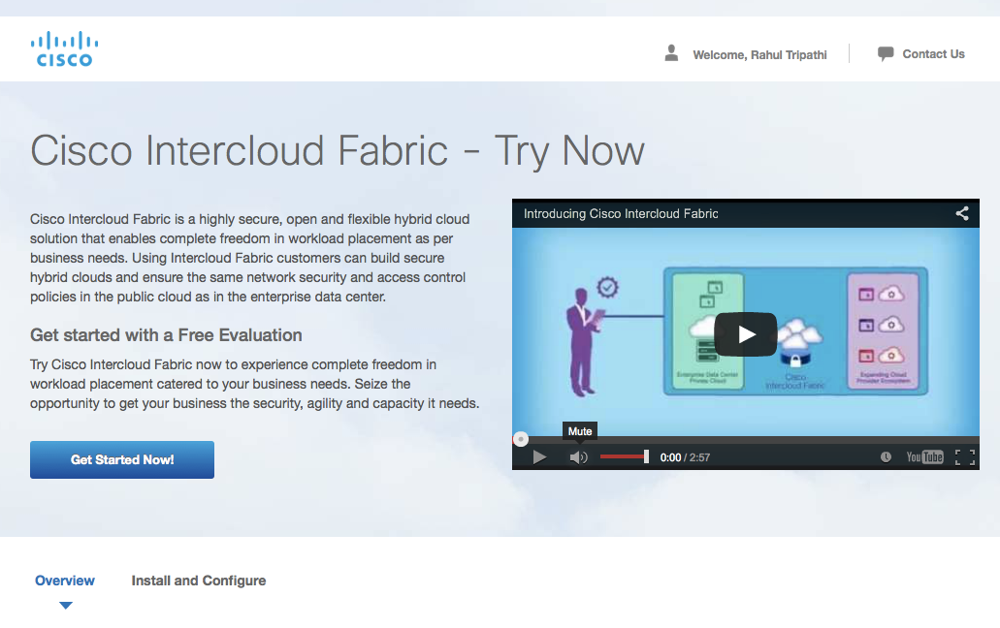 CISCO
Welcome, Rahul Tripathi
Contact Us
Cisco Intercloud Fabric - Try Now
Cisco Intercloud Fabric is a highly secure, open and flexible hybrid cloud
solution that enables complete freedom in workload placement as per
business needs. Using Intercloud Fabric customers can build secure
hybrid clouds and ensure the same network security and access control
policies in the public cloud as in the enterprise data center.
Get started with a Free Evaluation
Try Cisco Intercloud Fabric now to experience complete freedom in
workload placement catered to your business needs. Seize the
opportunity to get your business the security, agility and capacity it needs.
Get Started Now!
Introducing Cisco Intercloud Fabric
Enterprise Data Center
Private Cloud
Cisco
Intercloud Fabric
Expanding Cloud
Provider Ecosystem
Mute
0:00 / 2:57
YouTube
Overview
Install and Configure